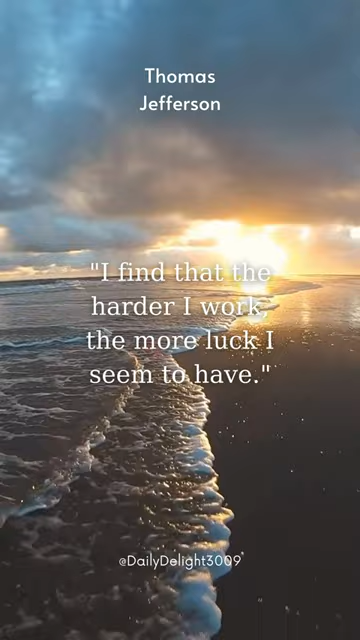 Thomas
Jefferson
"I find that the
harder I work,
the more luck I
seem to have."
@DailyDelight3009